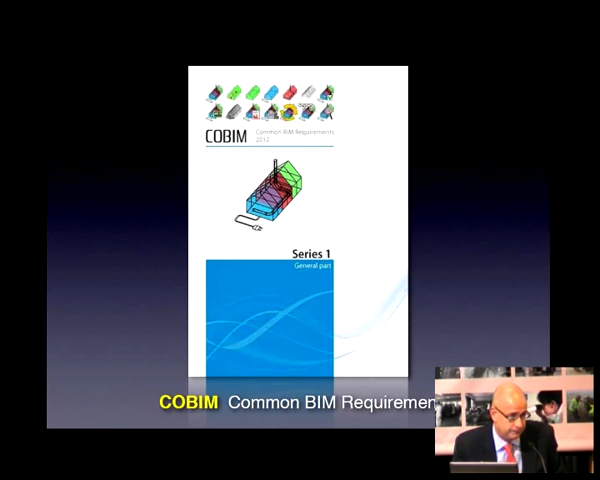 COBIM Common BIM Requirements
2012
Series 1
General part
COBIM Common BIM Requiremen